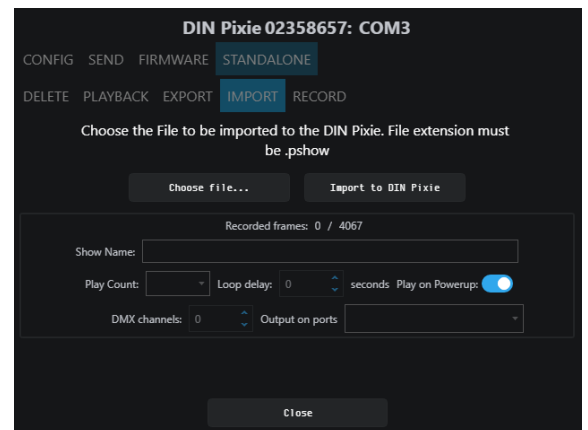 DIN Pixie 02358657: COM3
CONFIG SEND FIRMWARE STANDALONE
DELETE PLAYBACK EXPORT IMPORT RECORD
Choose the File to be imported to the DIN Pixie. File extension must
be .pshow
Choose file... Import to DIN Pixie
Recorded frames: 0 / 4067
Show Name:
Play Count: Loop delay: 0 seconds Play on Powerup:
DMX channels: 0 Output on ports
Close